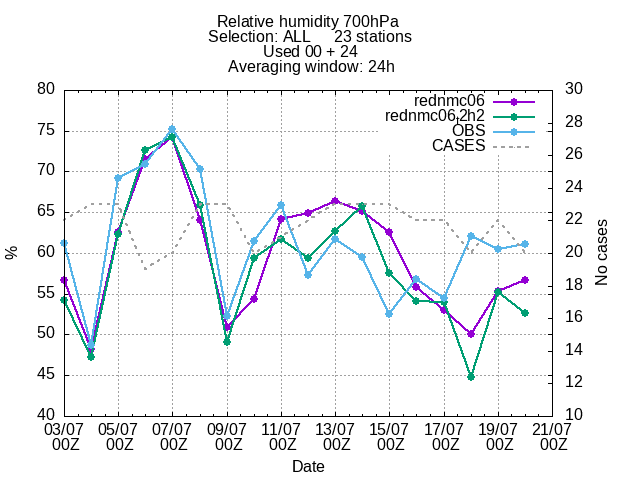 Relative humidity 700hPa
Selection: ALL 23 stations
Used 00 + 24
Averaging window: 24h
80 30
rednmc06
rednmc06,2h2
OBS
CASES
75
70
65
60
55
50
45
40
28
26
24
22
20
18
16
14
12
10
%
No cases
03/07 05/07 07/07 09/07 11/07 13/07 15/07 17/07 19/07 21/07
00Z 00Z 00Z 00Z 00Z 00Z 00Z 00Z 00Z 00Z
Date